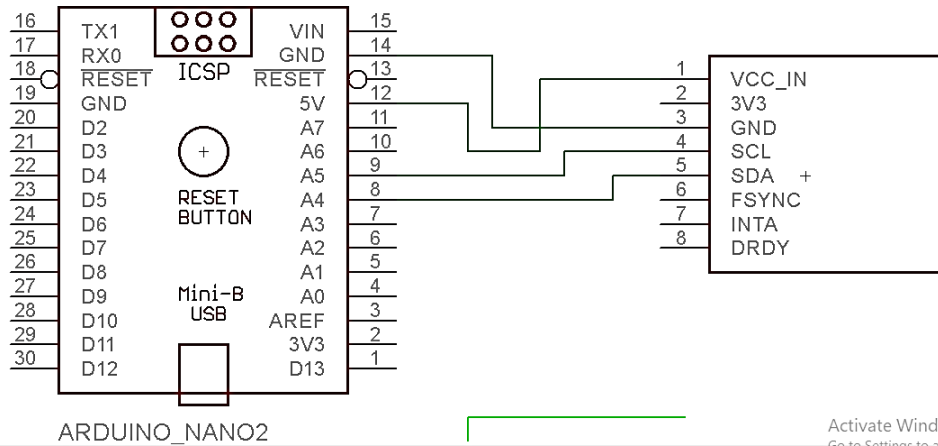 16 TX1 VIN 15
17 RX0 GND 14
18 RESET ICSP RESET 13
19 GND 5V 12
20 D2 A7 11
21 D3 A6 10
22 D4 A5 9
23 D5 RESET A4 8
24 D6 BUTTON A3 7
25 D7 A2 6
26 D8 A1 5
27 D9 Mini-B A0 4
28 D10 USB AREF 3
29 D11 3V3 2
30 D12 D13 1
ARDUINO_NANO2
1 VCC_IN
2 3V3
3 GND
4 SCL
5 SDA
6 FSYNC
7 INTA
8 DRDY
Activate Wind
Go to Settings to a